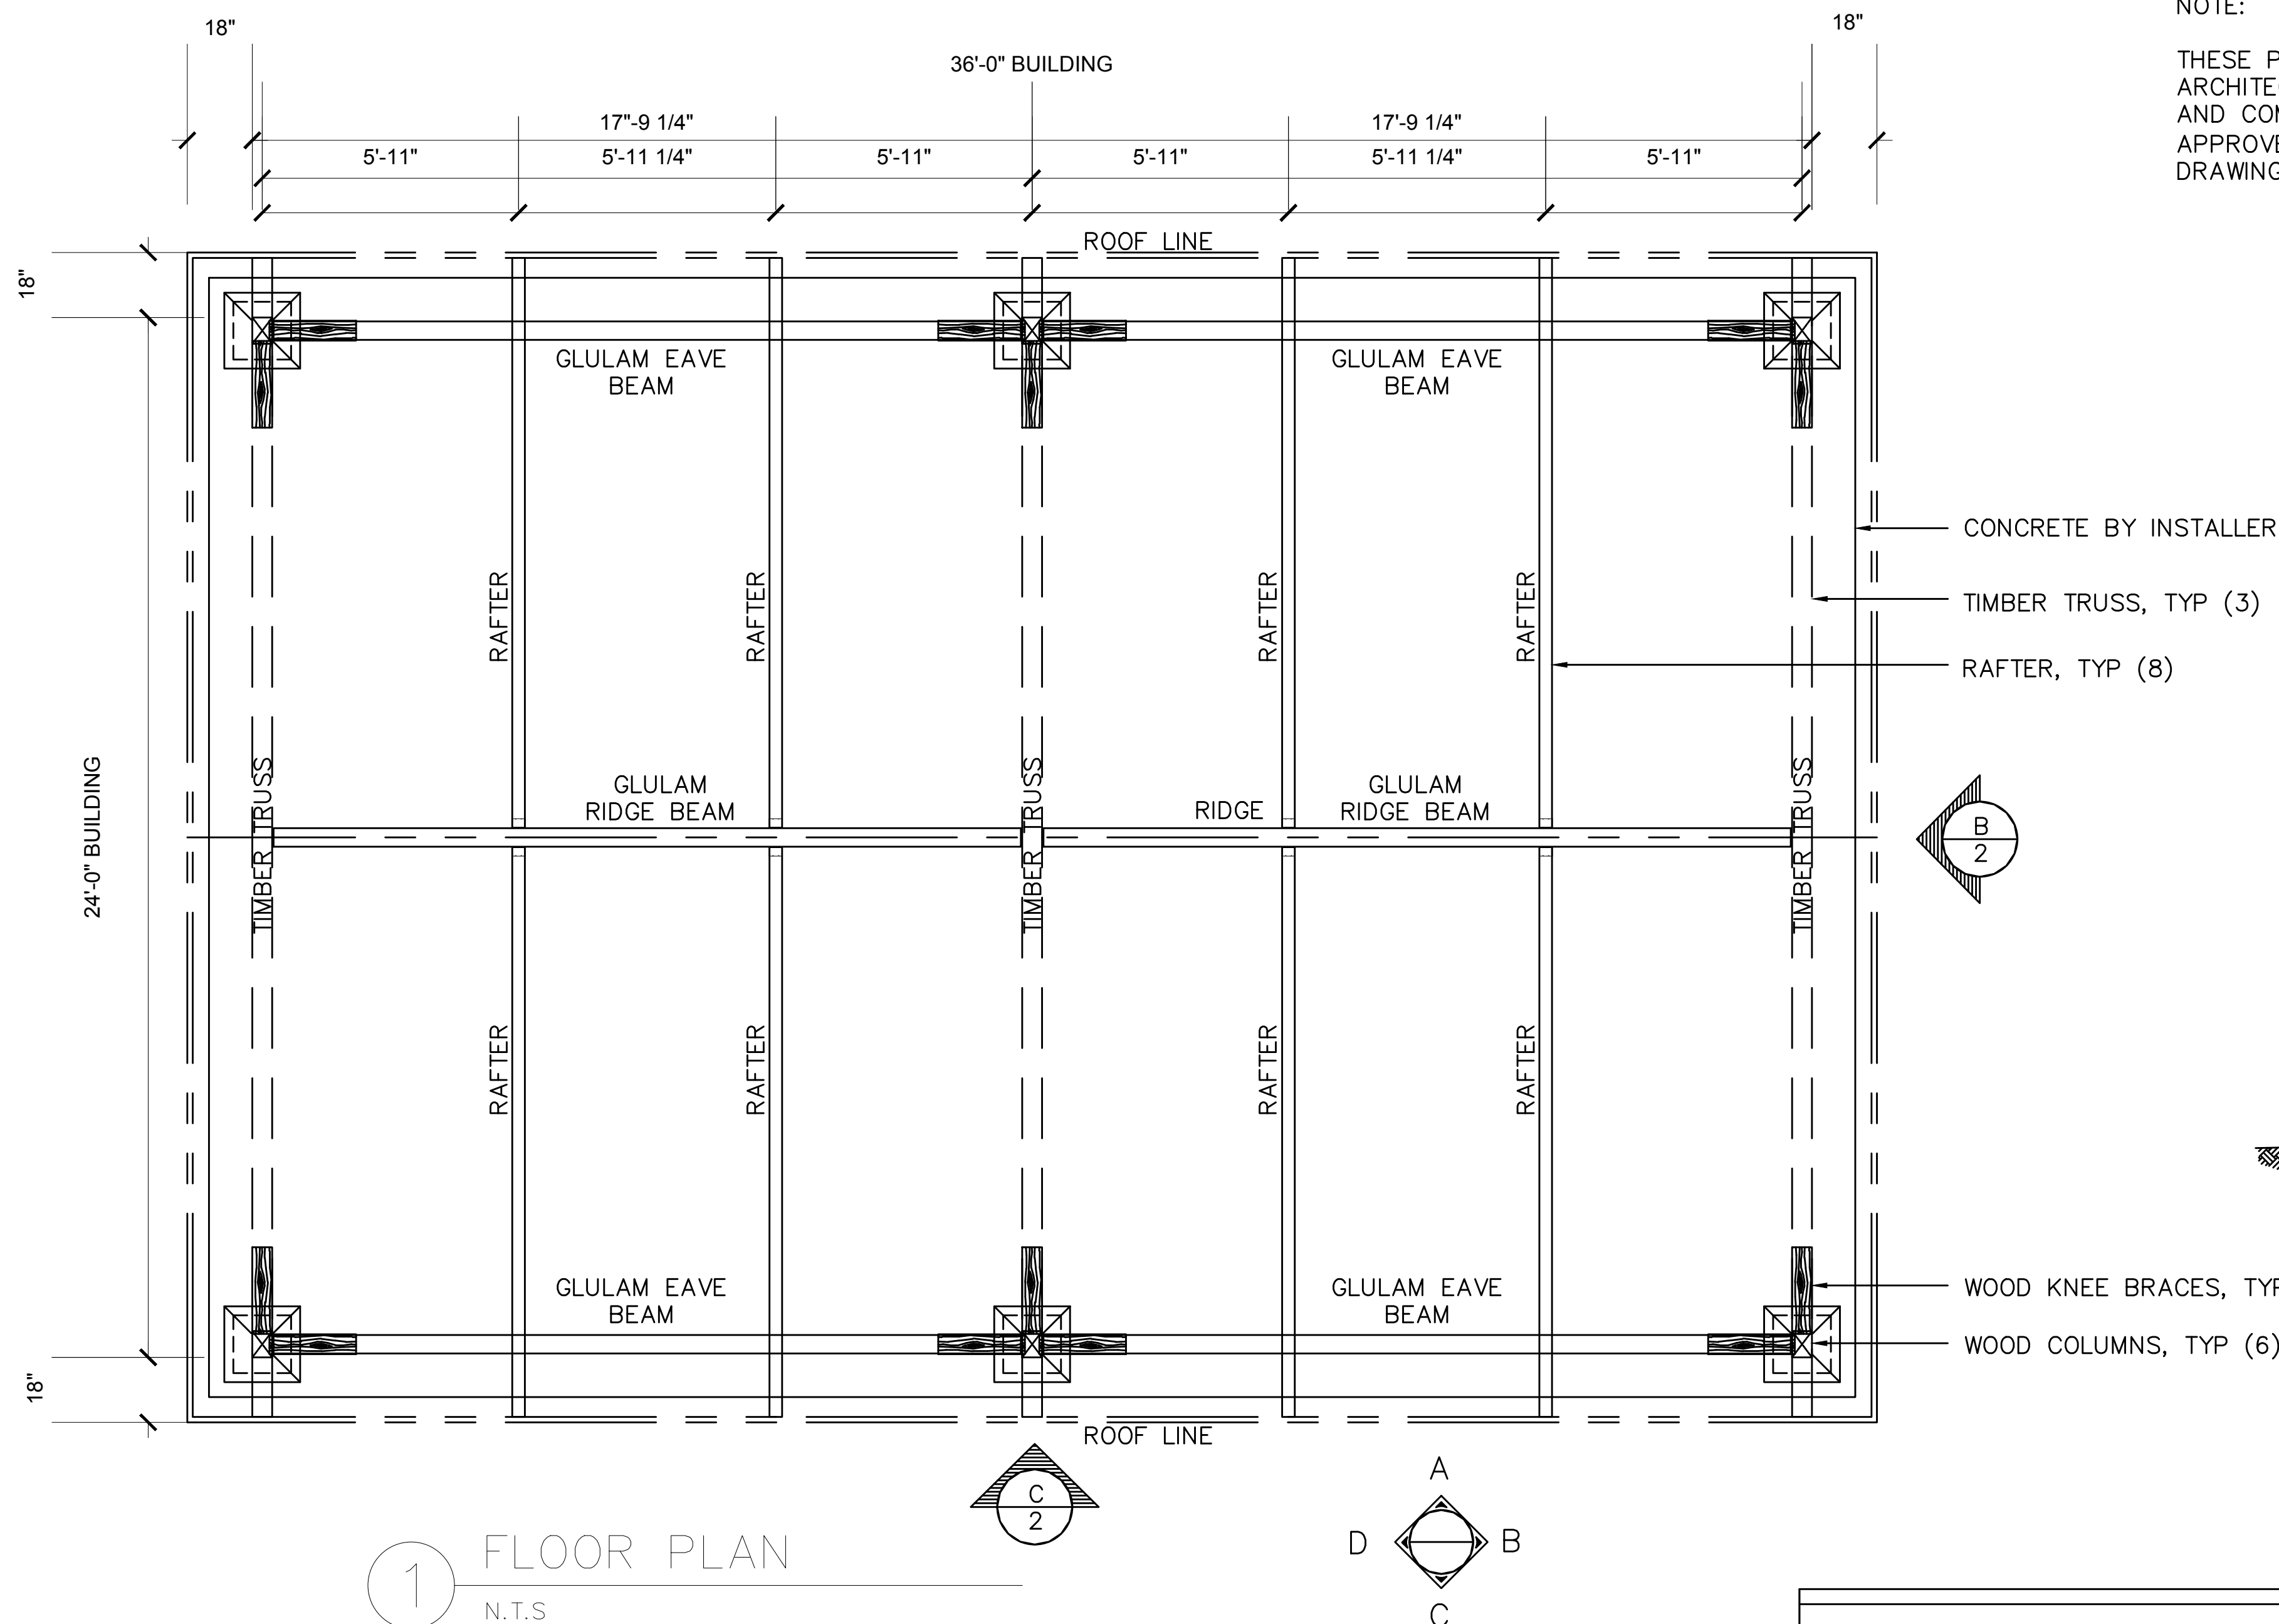 18"
18"
36'-0" BUILDING
NOTE:
17"-9 1/4"
17'-9 1/4"
5'-11"
5'-11 1/4"
5'-11"
5'-11"
5'-11 1/4"
5'-11"
THESE
ARCHITE
AND
APPROVE
DRAWING
ROOF LINE
18"
GLULAM EAVE
BEAM
GLULAM EAVE
BEAM
CONCRETE BY INSTALLER
TIMBER TRUSS, TYP (3)
RAFTER, TYP (8)
RAFTER
RAFTER
RAFTER
RAFTER
24'-0" BUILDING
TIMBER TRUSS
GLULAM
RIDGE BEAM
TIMBER TRUSS
RIDGE
GLULAM
RIDGE BEAM
TIMBER TRUSS
B
2
RAFTER
RAFTER
RAFTER
RAFTER
GLULAM EAVE
BEAM
GLULAM EAVE
BEAM
WOOD KNEE BRACES, TYP
WOOD COLUMNS, TYP (6)
18"
ROOF LINE
C
2
A
D
B
C
1
FLOOR PLAN
N.T.S